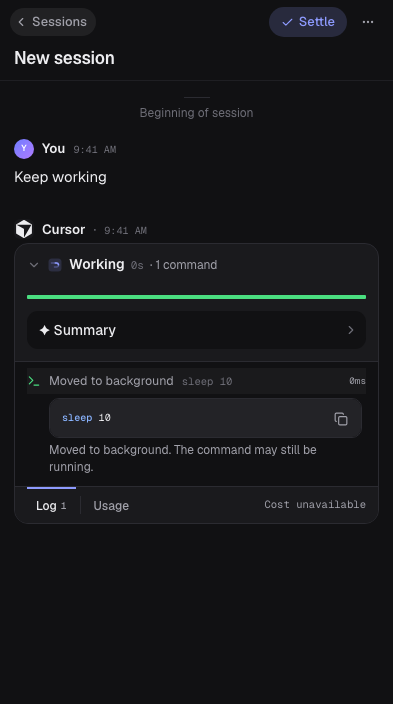 Sessions
Settle
New session
Beginning of session
Y You 9:41 AM
Keep working
Cursor · 9:41 AM
Working 0s · 1 command
Summary
Moved to background sleep 10 0ms
sleep 10
Moved to background. The command may still be
running.
Log 1 Usage Cost unavailable